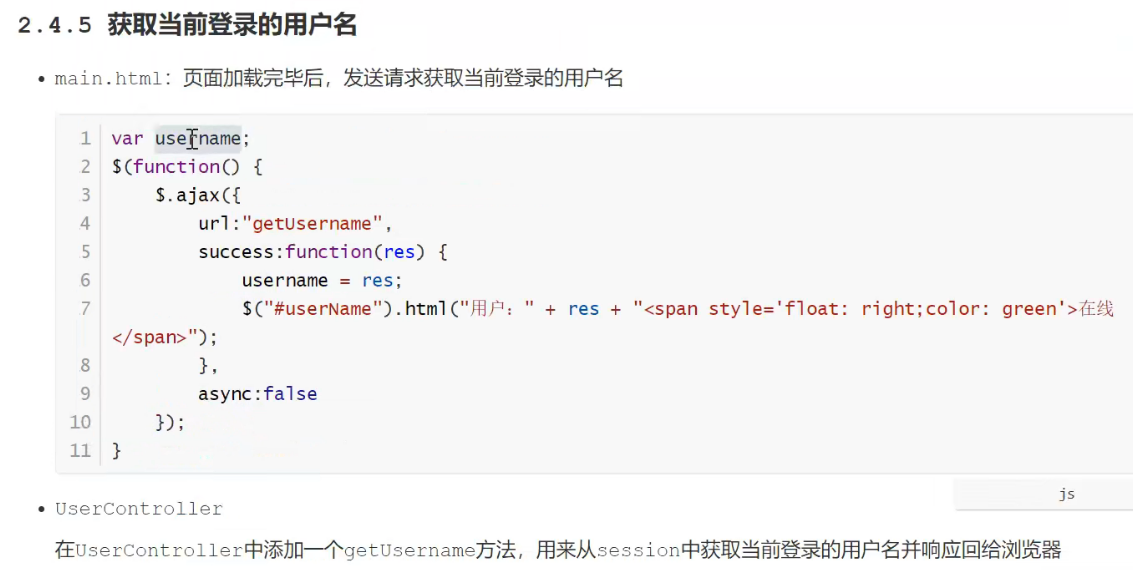 2.4.5 获取当前登录的用户名
• main.html：页面加载完毕后，发送请求获取当前登录的用户名
1 var username;
2 $(function() {
3     $.ajax({
4         url:"getUsername",
5         success:function(res) {
6             username = res;
7             $("#userName").html("用户：" + res + "<span style='float: right;color: green'>在线
</span>");
8         },
9         async:false
10     });
11 }
js
• UserController
在UserController中添加一个getUsername方法，用来从session中获取当前登录的用户名并响应回给浏览器